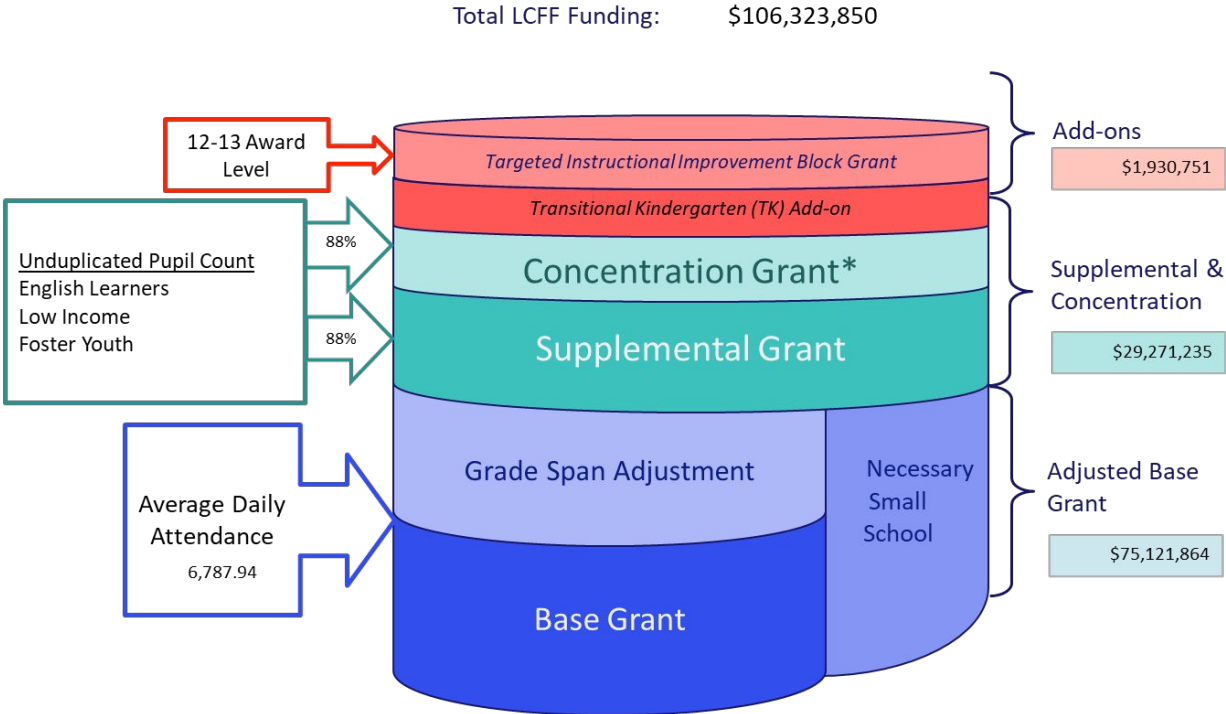 Total LCFF Funding: $106,323,850
12-13 Award
Level
Targeted Instructional Improvement Block Grant
Add-ons
$1,930,751
Transitional Kindergarten (TK) Add-on
88%
Unduplicated Pupil Count
English Learners
Low Income
Foster Youth
88%
Concentration Grant*
Supplemental Grant
Supplemental &
Concentration
$29,271,235
Average Daily
Attendance
6,787.94
Grade Span Adjustment
Necessary
Small
School
Adjusted Base
Grant
$75,121,864
Base Grant